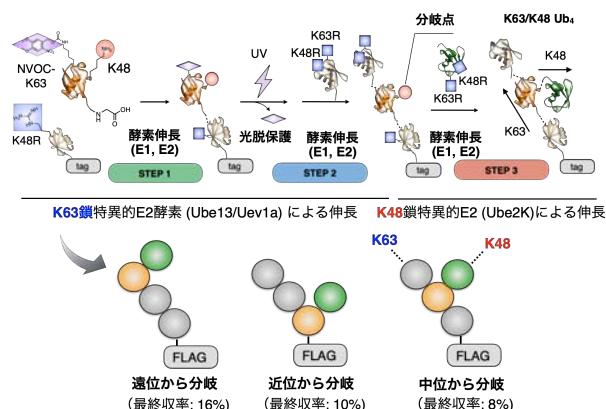 NVOC-
K63
NH₂
K48
OH
K48R
tag
酵素伸長
(E1, E2)
STEP 1
tag
UV
光脱保護
K63R
K48R
酵素伸長
(E1, E2)
STEP 2
分岐点
tag
K48R
K63R
酵素伸長
(E1, E2)
STEP 3
K63/K48 Ub₄
K48
K63
tag
K63鎖特異的E2酵素 (Ube13/Uev1a) による伸長
K48鎖特異的E2 (Ube2K)による伸長
FLAG
遠位から分岐
(最終収率: 16%)
FLAG
近位から分岐
(最終収率: 10%)
K63
K48
FLAG
中位から分岐
(最終収率: 8%)